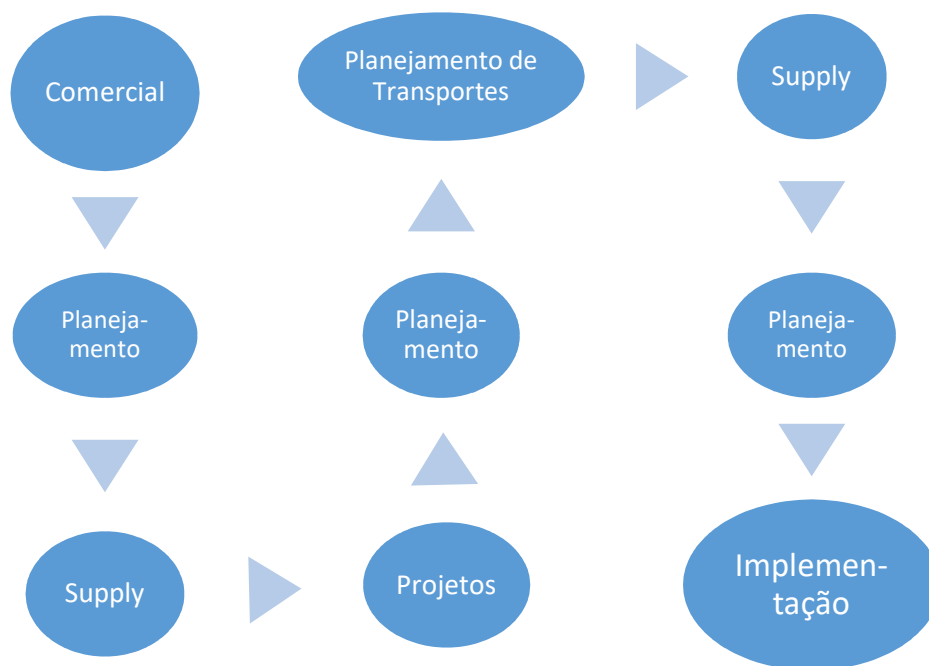 Comercial
Planeja-
mento
Supply
Projetos
Planeja-
mento
Planejamento de
Transportes
Supply
Planeja-
mento
Implemen-
tação